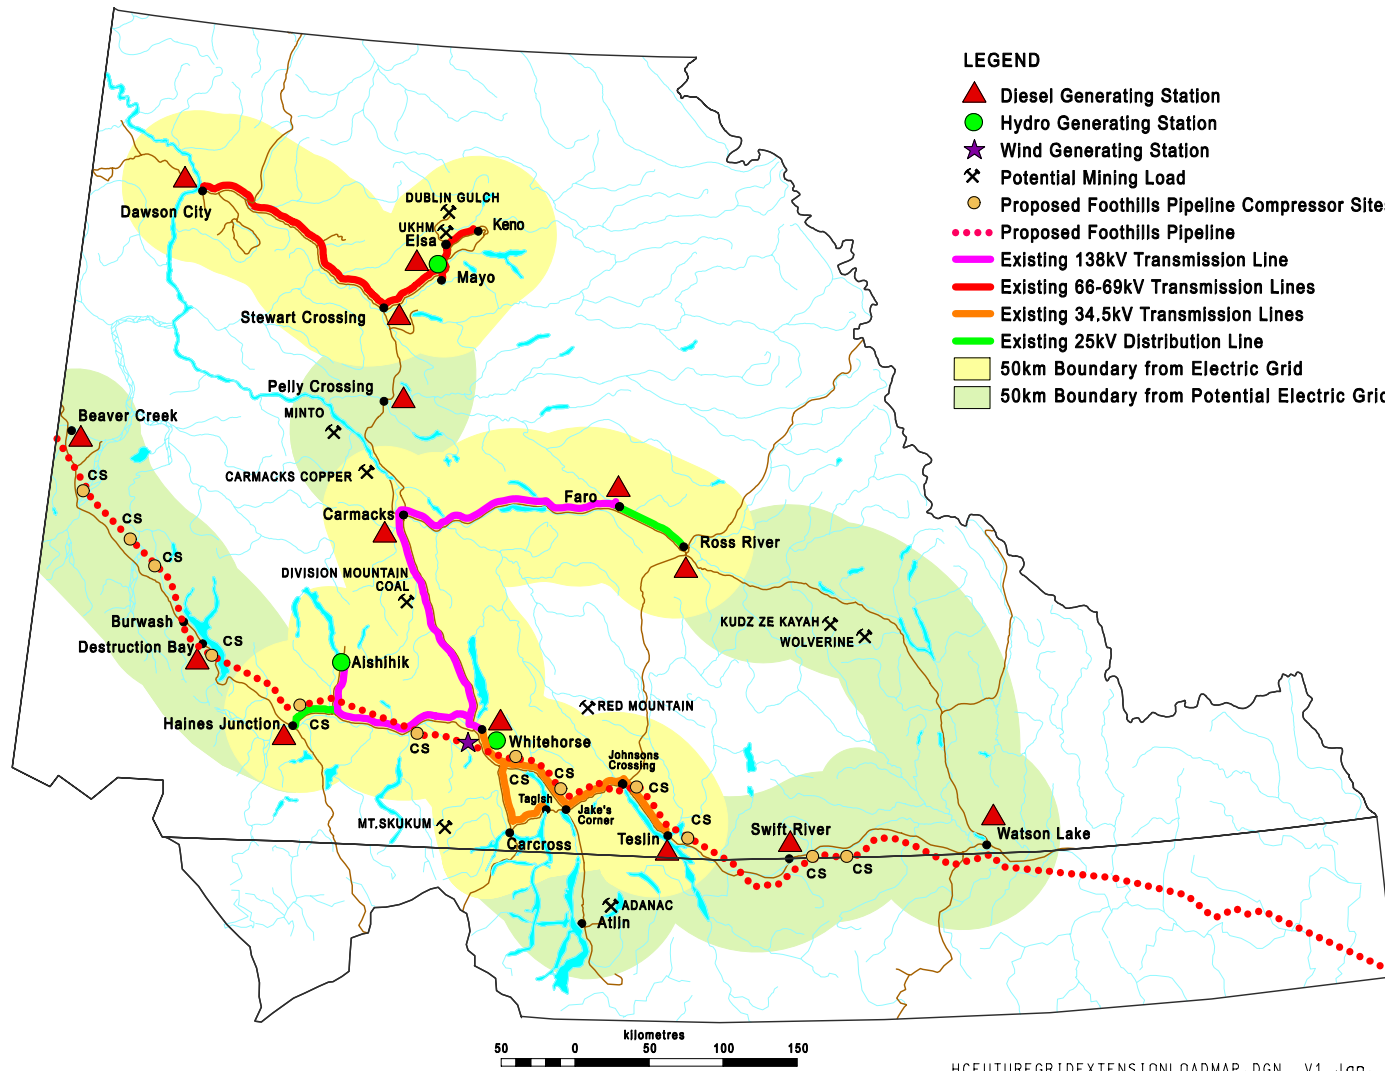 LEGEND
Diesel Generating Station
Hydro Generating Station
Wind Generating Station
Potential Mining Load
Proposed Foothills Pipeline Compressor Sites
Proposed Foothills Pipeline
Existing 138kV Transmission Line
Existing 66-69kV Transmission Lines
Existing 34.5kV Transmission Lines
Existing 25kV Distribution Line
50km Boundary from Electric Grid
50km Boundary from Potential Electric Grid
DUBLIN GULCH
Dawson City
UKHM
Keno
Elsa
Mayo
Stewart Crossing
Pelly Crossing
MINTO
Beaver Creek
CARMACKS COPPER
CS
Faro
Carmacks
CS
Ross River
CS
DIVISION MOUNTAIN
COAL
Burwash
KUDZ ZE KAYAH
WOLVERINE
CS
Destruction Bay
Aishihik
RED MOUNTAIN
Haines Junction
CS
Whitehorse
CS
Johnsons
Crossing
CS
CS
CS
Tagish
Jake's
Corner
MT.SKUKUM
CS
Swift River
Watson Lake
Carcross
Teslin
CS
CS
ADANAC
Atlin
kilometres
50 0 50 100 150
HCFUTUREGRIDEXTENSIONLOADMAP.DGN V1 Jan